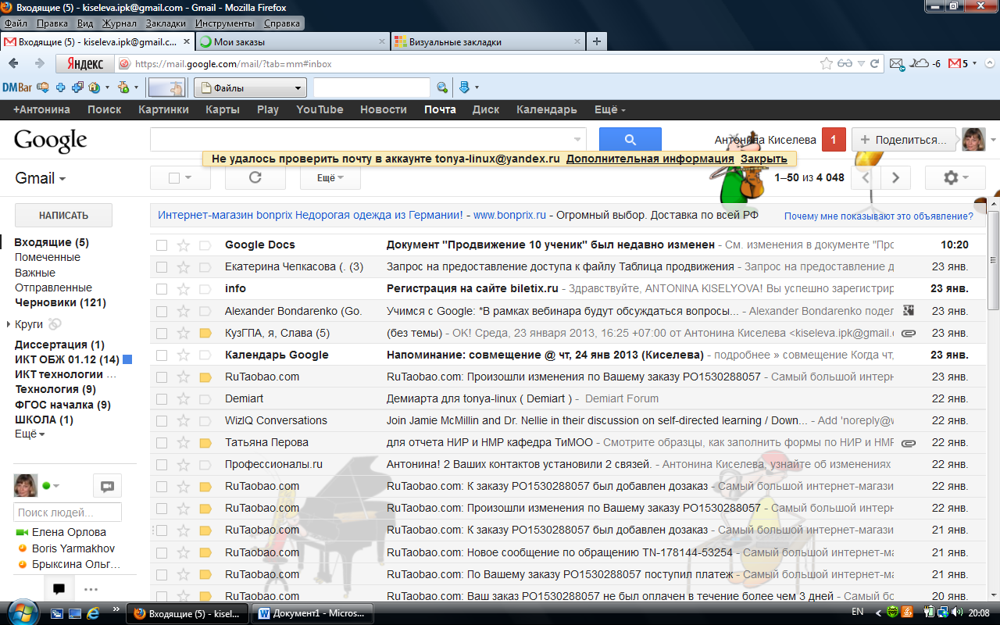 Входящие (5) - kiseleva.ipk@gmail.com - Gmail - Mozilla Firefox
Файл Правка Вид Журнал Закладки Инструменты Справка
Входящие (5) - kiseleva.ipk@gmail.c... Мои заказы Визуальные закладки
Яндекс https://mail.google.com/mail/?tab=mm#inbox -6 5
DMBar Файлы
+Антонина Поиск Картинки Карты Play YouTube Новости Почта Диск Календарь Ещё
Google Антонина Киселева 1 + Поделиться...
Не удалось проверить почту в аккаунте tonya-linux@yandex.ru Дополнительная информация Закрыть
Gmail Ещё 1–50 из 4 048
НАПИСАТЬ
Интернет-магазин bonprix Недорогая одежда из Германии! - www.bonprix.ru - Огромный выбор. Доставка по всей РФ Почему мне показывают это объявление?
Входящие (5)
Помеченные
Важные
Отправленные
Черновики (121)
Круги
Диссертация (1)
ИКТ ОБЖ 01.12 (14)
ИКТ технологии ...
Технология (9)
ФГОС началка (9)
ШКОЛА (1)
Ещё
Поиск людей...
Елена Орлова
Boris Yarmakhov
Брыксина Ольг...
Google Docs Документ "Продвижение 10 ученик" был недавно изменен - См. изменения в документе "Прс 10:20
Екатерина Чепкасова (. (3) Запрос на предоставление доступа к файлу Таблица продвижения - Запрос на предоставление д 23 янв.
info Регистрация на сайте biletix.ru - Здравствуйте, ANTONINA KISELYOVA! Вы успешно зарегистрир 23 янв.
Alexander Bondarenko (Go. Учимся с Google: *В рамках вебинара будут обсуждаться вопросы... - Alexander Bondarenko подел 23 янв.
КузГПА, я, Слава (5) (без темы) - OK! Среда, 23 января 2013, 16:25 +07:00 от Антонина Киселева <kiseleva.ipk@gmail.c 23 янв.
Календарь Google Напоминание: совмещение @ чт, 24 янв 2013 (Киселева) - подробнее » совмещение Когда чт, 23 янв.
RuTaobao.com RuTaobao.com: Произошли изменения по Вашему заказу PO1530288057 - Самый большой интерн 23 янв.
Demiart Демиарта для tonya-linux ( Demiart ) - Demiart Forum 22 янв.
WizIQ Conversations Join Jamie McMillin and Dr. Nellie in their discussion on self-directed learning / Down... - Add 'noreply@w 22 янв.
Татьяна Перова для отчета НИР и НМР кафедра ТиМОО - Смотрите образцы, как заполнить формы по НИР и НМР 22 янв.
Профессионалы.ru Антонина! 2 Ваших контактов установили 2 связей. - Антонина Киселева, узнайте об изменениях 22 янв.
RuTaobao.com RuTaobao.com: К заказу PO1530288057 был добавлен дозаказ - Самый большой интернет-магази 22 янв.
RuTaobao.com RuTaobao.com: Произошли изменения по Вашему заказу PO1530288057 - Самый большой интерн 22 янв.
RuTaobao.com RuTaobao.com: К заказу PO1530288057 был добавлен дозаказ - Самый большой интернет-магази 21 янв.
RuTaobao.com RuTaobao.com: Новое сообщение по обращению TN-178144-53254 - Самый большой интернет-ма 21 янв.
RuTaobao.com RuTaobao.com: По Вашему заказу PO1530288057 поступил платеж - Самый большой интернет-ма 21 янв.
RuTaobao.com RuTaobao.com: Ваш заказ PO1530288057 не был оплачен в течение более чем 3 дней - Самый б 20 янв.
Входящие (5) - kisel... Документ1 - Micros... EN 20:08